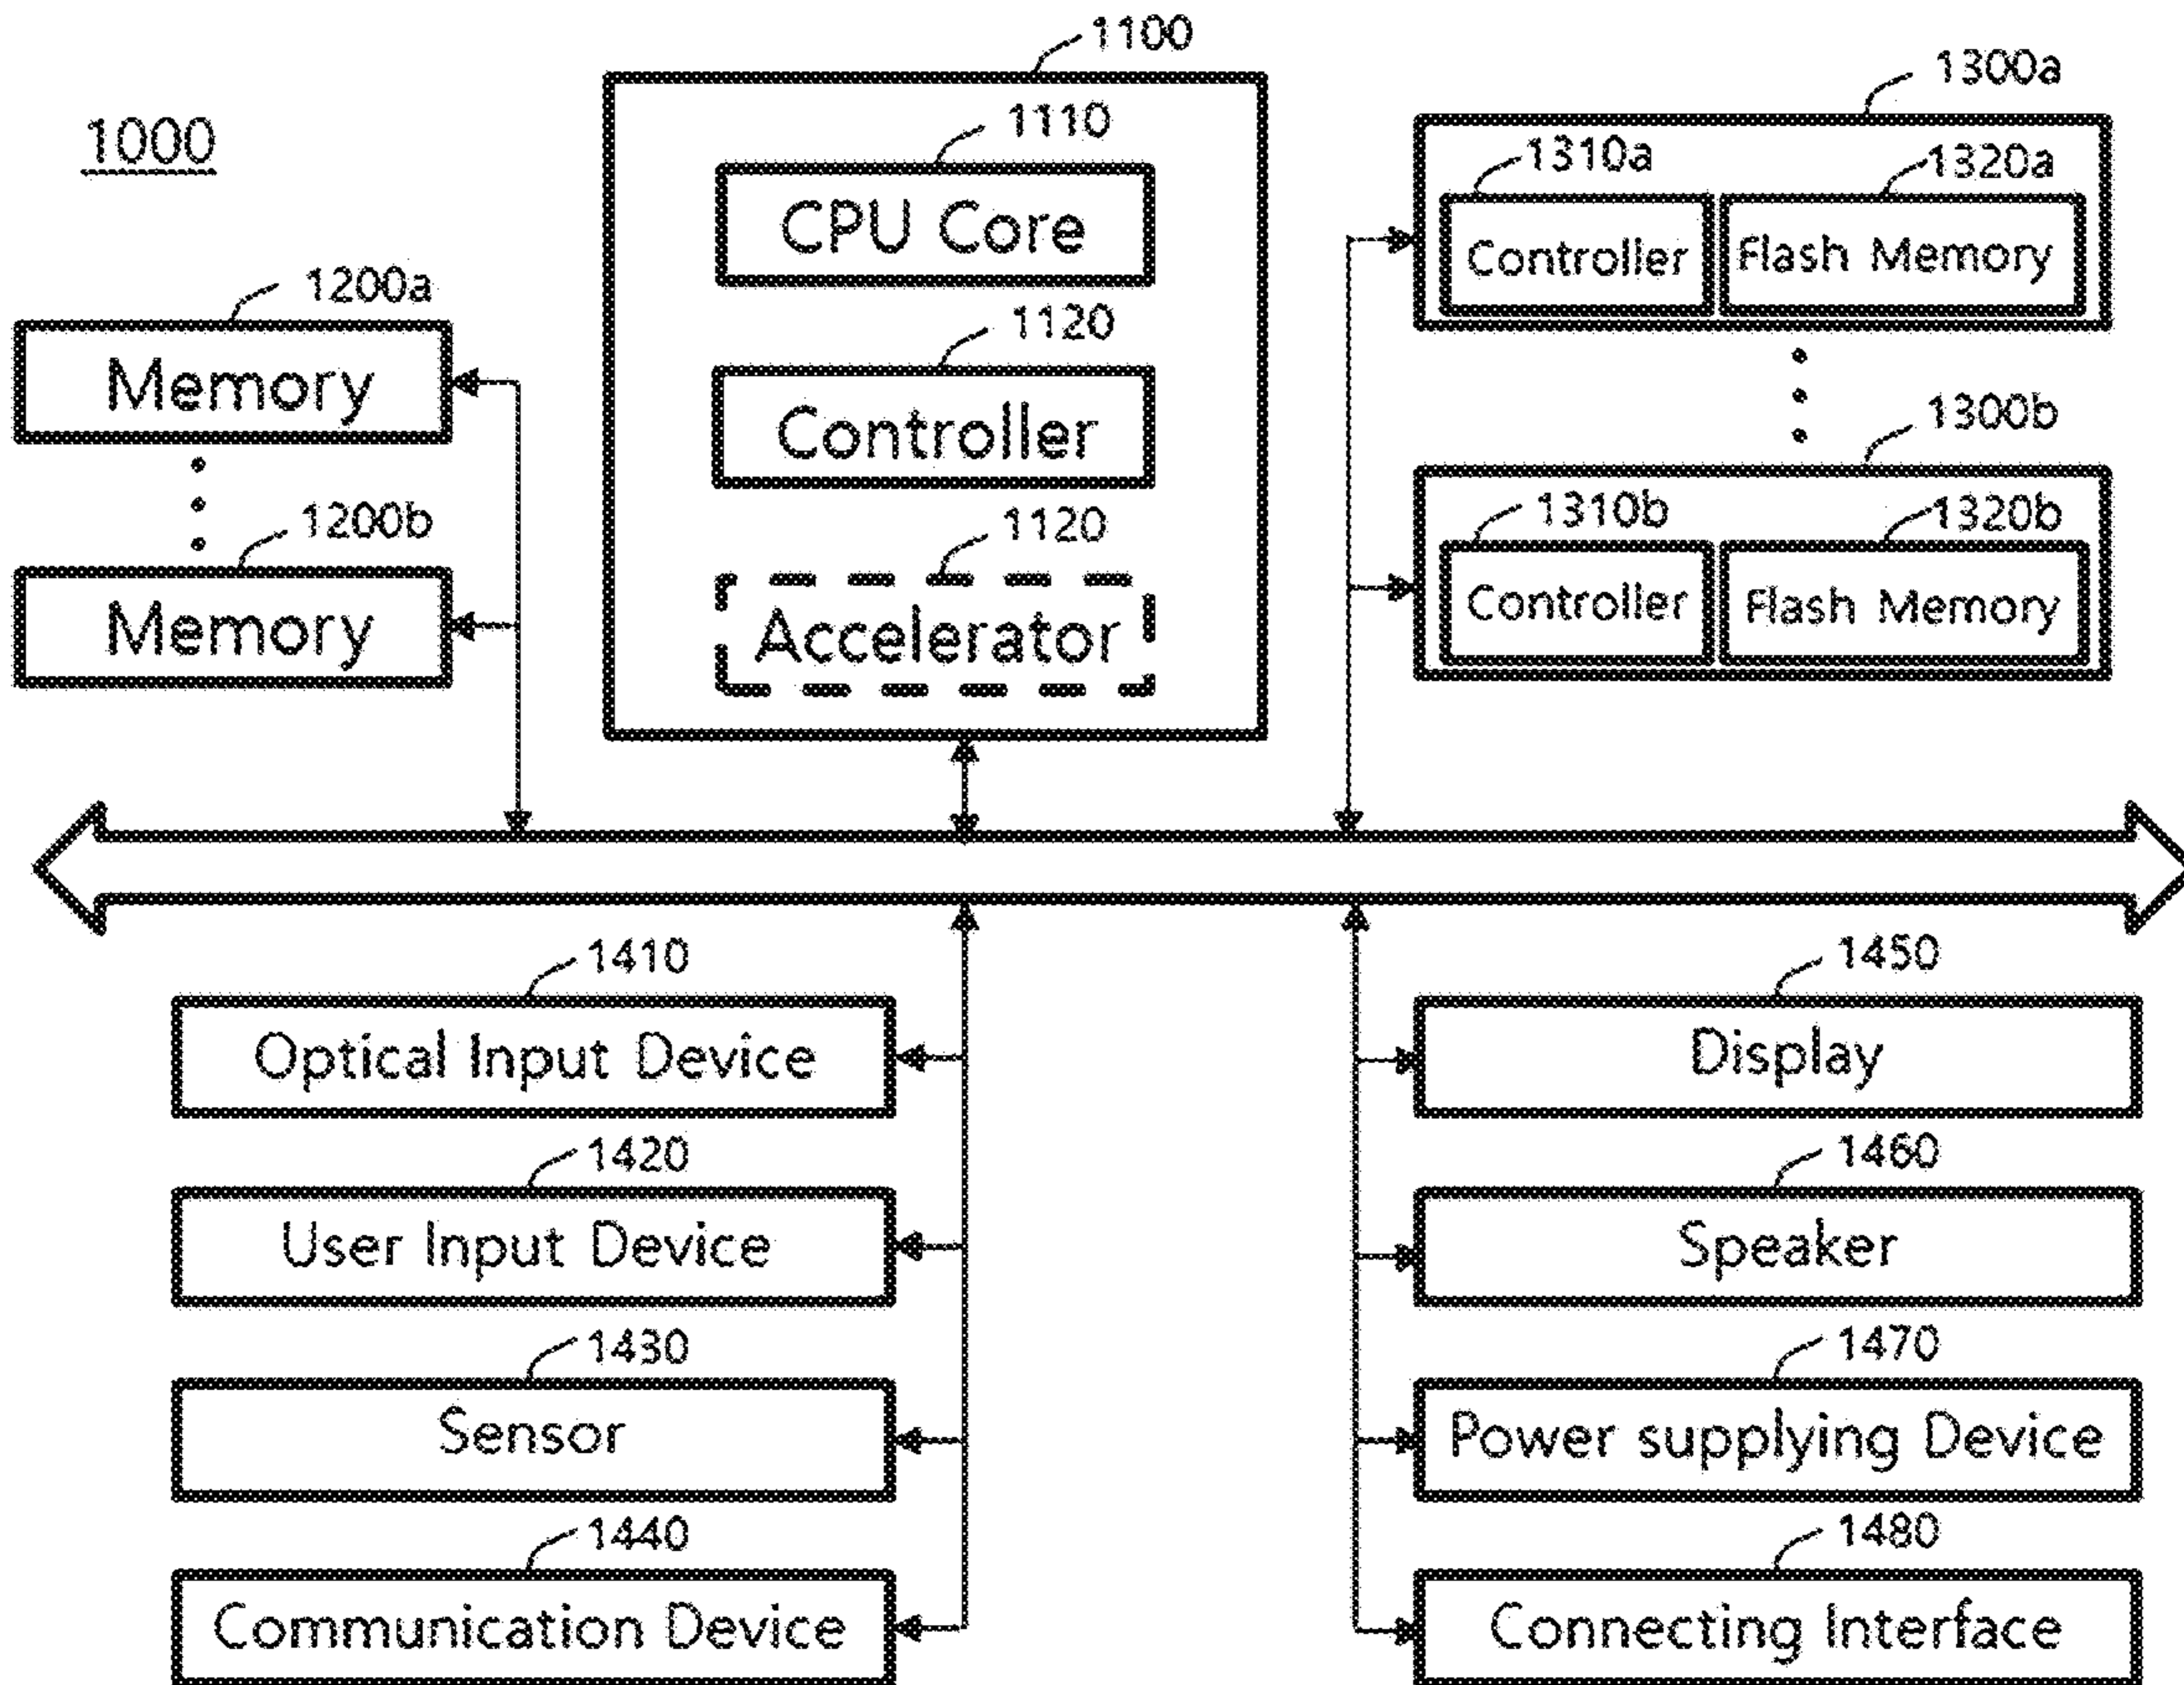 1000
1100
1110
CPU Core
1120
Controller
1120
Accelerator
1200a
Memory
1200b
Memory
1300a
1310a
1320a
Controller
Flash Memory
1300b
1310b
1320b
Controller
Flash Memory
1410
Optical Input Device
1420
User Input Device
1430
Sensor
1440
Communication Device
1450
Display
1460
Speaker
1470
Power supplying Device
1480
Connecting Interface